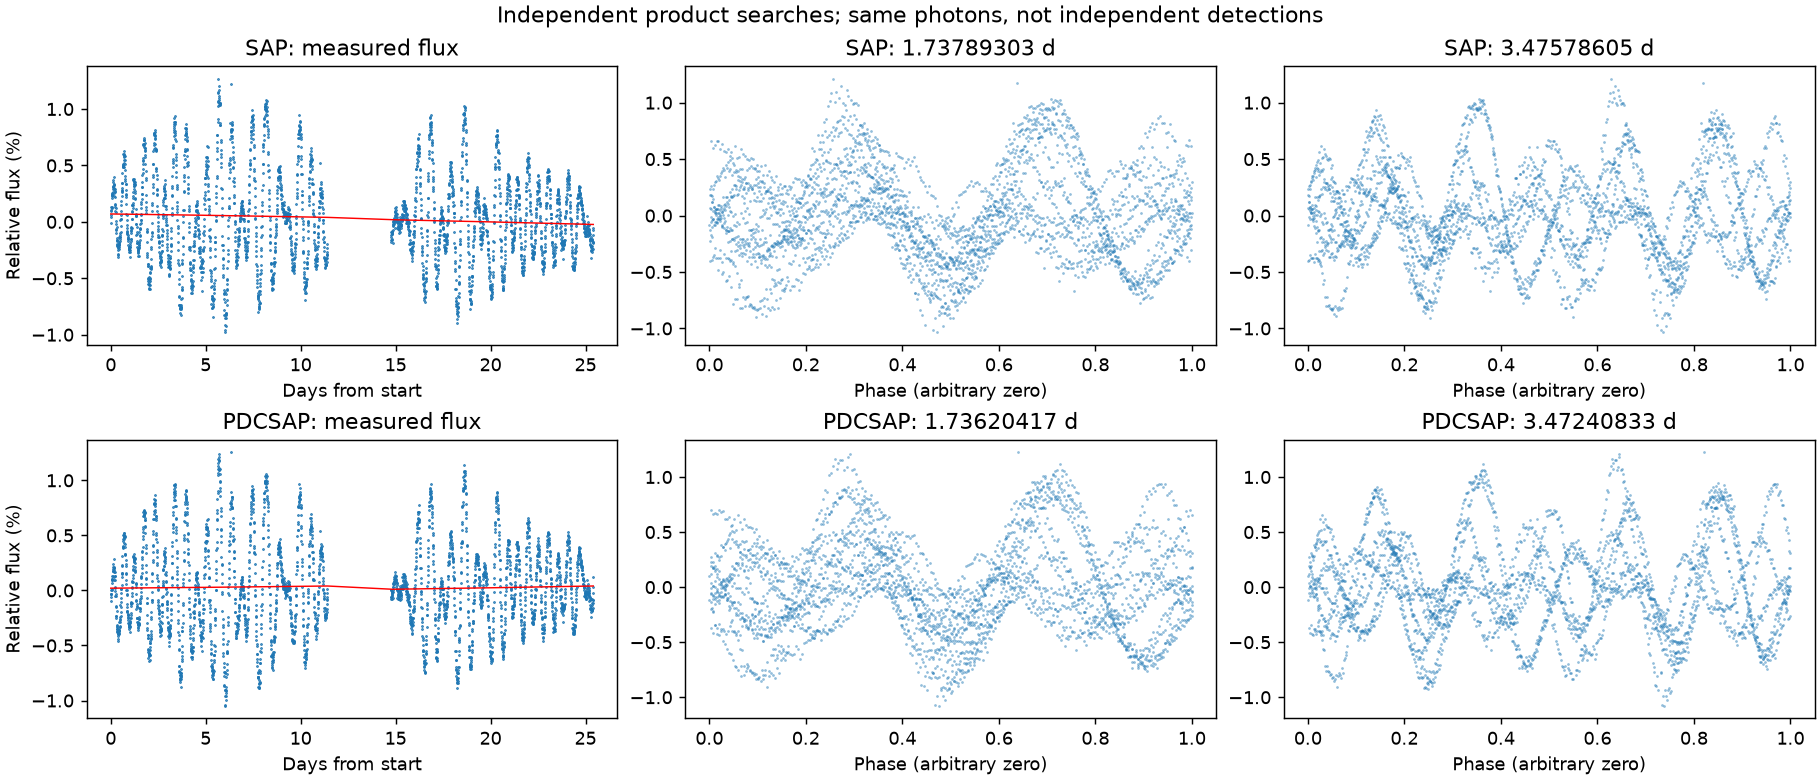 Independent product searches; same photons, not independent detections
SAP: measured flux
SAP: 1.73789303 d
SAP: 3.47578605 d
Relative flux (%)
1.0
0.5
0.0
−0.5
−1.0
0 5 10 15 20 25
Days from start
1.0
0.5
0.0
−0.5
−1.0
0.0 0.2 0.4 0.6 0.8 1.0
Phase (arbitrary zero)
1.0
0.5
0.0
−0.5
−1.0
0.0 0.2 0.4 0.6 0.8 1.0
Phase (arbitrary zero)
PDCSAP: measured flux
PDCSAP: 1.73620417 d
PDCSAP: 3.47240833 d
Relative flux (%)
1.0
0.5
0.0
−0.5
−1.0
0 5 10 15 20 25
Days from start
1.0
0.5
0.0
−0.5
−1.0
0.0 0.2 0.4 0.6 0.8 1.0
Phase (arbitrary zero)
1.0
0.5
0.0
−0.5
−1.0
0.0 0.2 0.4 0.6 0.8 1.0
Phase (arbitrary zero)